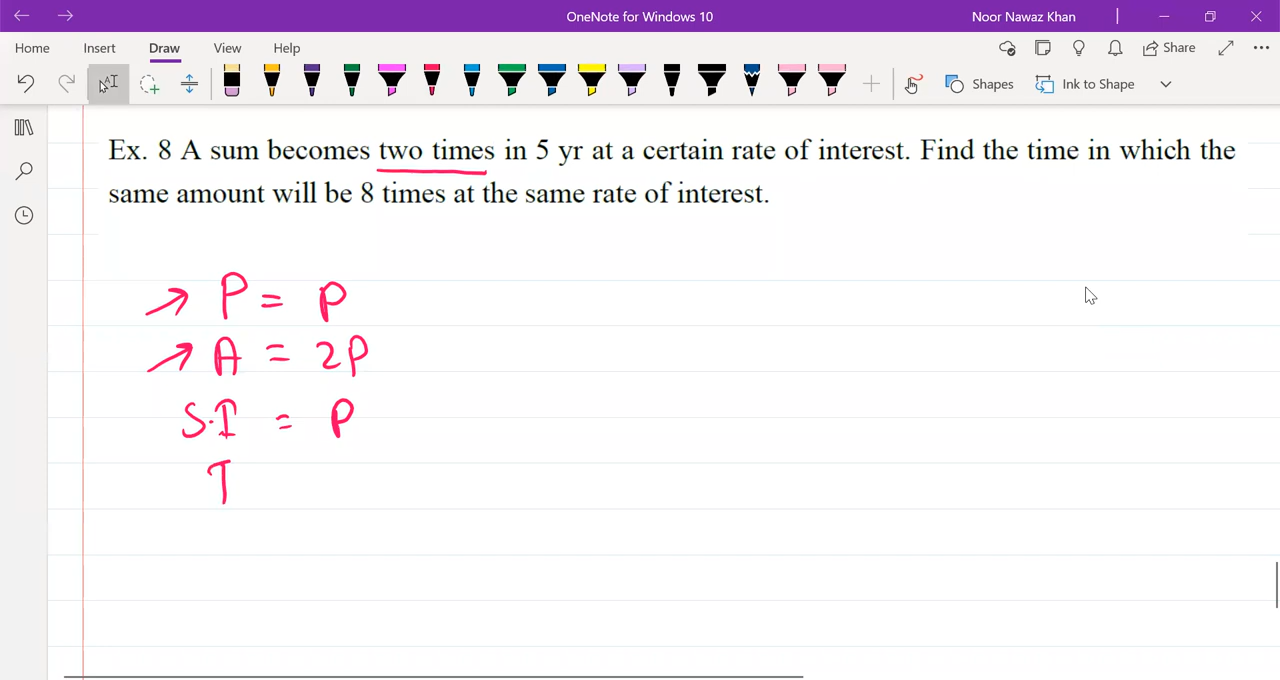 OneNote for Windows 10
Noor Nawaz Khan
Home Insert Draw View Help
Share
Shapes
Ink to Shape
Ex. 8 A sum becomes two times in 5 yr at a certain rate of interest. Find the time in which the
same amount will be 8 times at the same rate of interest.
→ P = P
→ A = 2P
S.I = P
T